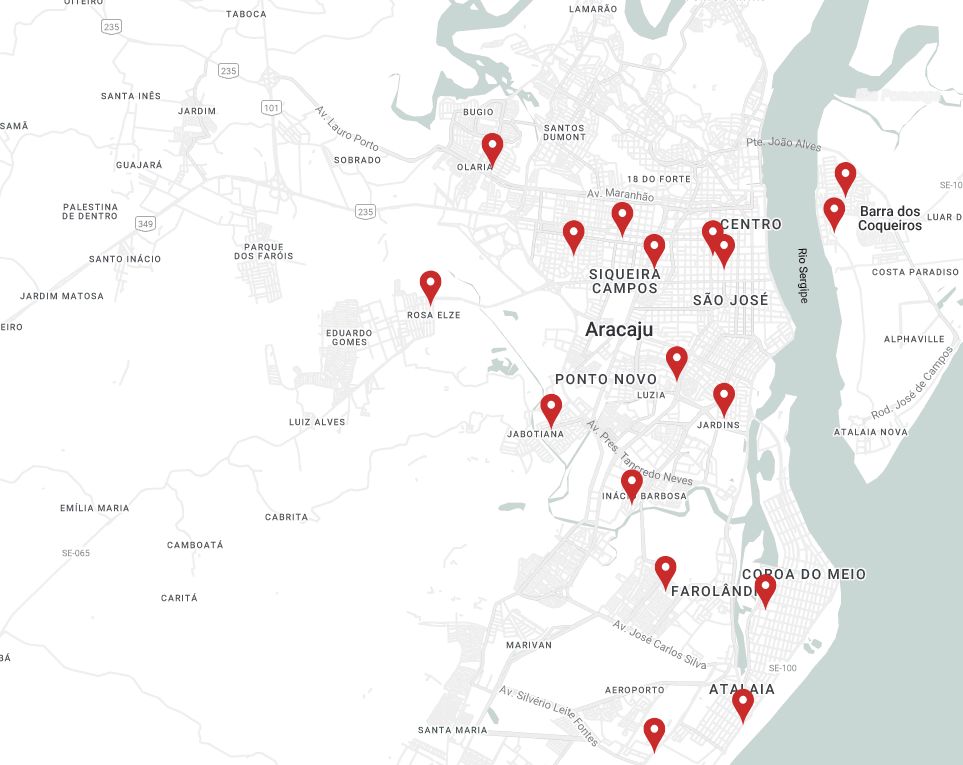 LAMARÃO
TABOCA
235
235
SANTA INÊS
101
JARDIM
BUGIO
Av. Lauro Porto
SAMÃ
SANTOS
DUMONT
Pte. João Alves
SOBRADO
GUAJARÁ
OLARIA
18 DO FORTE
Av. Maranhão
SE-10
PALESTINA
DE DENTRO
235
349
CENTRO
Barra dos
Coqueiros
LUAR D
PARQUE
DOS FARÓIS
SANTO INÁCIO
SIQUEIRA
CAMPOS
Rio Sergipe
COSTA PARADISO
JARDIM MATOSA
SÃO JOSÉ
ROSA ELZE
EIRO
Aracaju
EDUARDO
GOMES
ALPHAVILLE
PONTO NOVO
LUZIA
Rod. José de Campos
LUIZ ALVES
JABOTIANA
JARDINS
ATALAIA NOVA
Av. Pres. Tancredo Neves
INÁCIO BARBOSA
EMÍLIA MARIA
CABRITA
CAMBOATÁ
SE-065
COROA DO MEIO
FAROLÂNDI
CARITÁ
Av. José Carlos Silva
MARIVAN
SE-100
AEROPORTO
ATALAIA
Av. Silvério Leite Fontes
SANTA MARIA